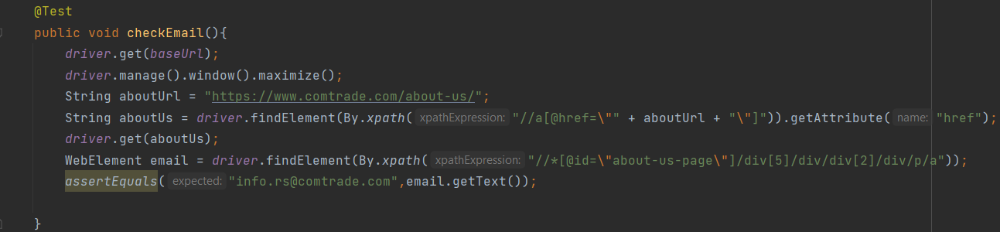 @Test
public void checkEmail(){
driver.get(baseUrl);
driver.manage().window().maximize();
String aboutUrl = "https://www.comtrade.com/about-us/";
String aboutUs = driver.findElement(By.xpath( xpathExpression: "//a[@href=\"" + aboutUrl + "\"]")).getAttribute( name: "href");
driver.get(aboutUs);
WebElement email = driver.findElement(By.xpath( xpathExpression: "//*[@id=\"about-us-page\"]/div[5]/div/div[2]/div/p/a"));
assertEquals( expected: "info.rs@comtrade.com",email.getText());
}